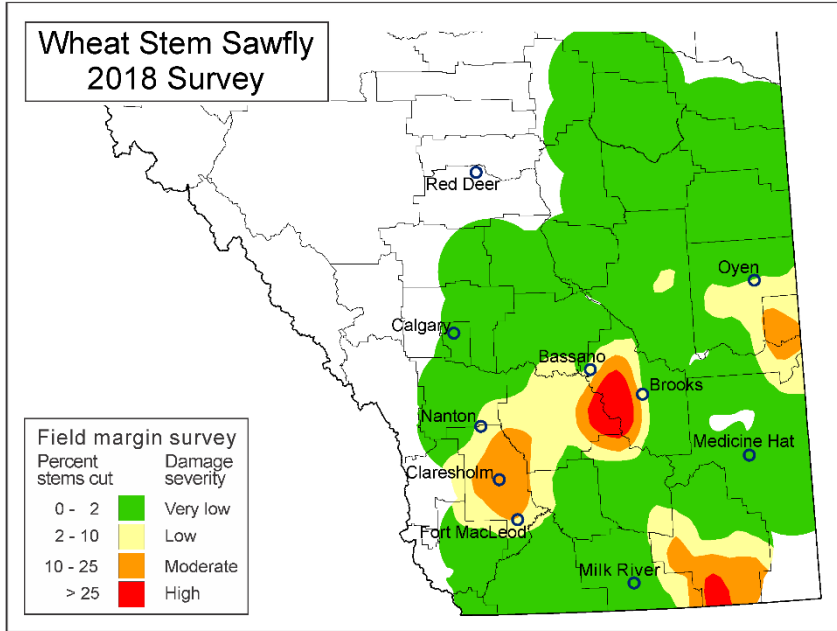 Wheat Stem Sawfly
2018 Survey
Red Deer
Oyen
Calgary
Bassano
Brooks
Nanton
Medicine Hat
Claresholm
Fort MacLeod
Milk River
Field margin survey
Percent stems cut Damage severity
0 - 2 Very low
2 - 10 Low
10 - 25 Moderate
> 25 High